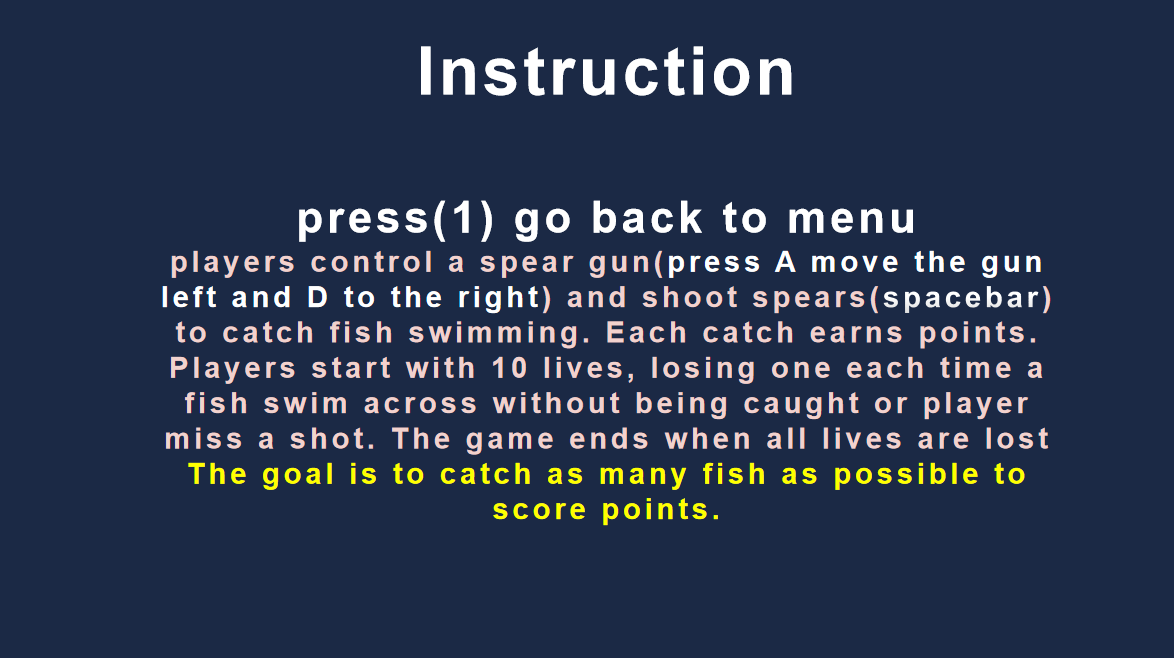 Instruction
press(1) go back to menu
players control a spear gun(press A move the gun
left and D to the right) and shoot spears(spacebar)
to catch fish swimming. Each catch earns points.
Players start with 10 lives, losing one each time a
fish swim across without being caught or player
miss a shot. The game ends when all lives are lost
The goal is to catch as many fish as possible to
score points.